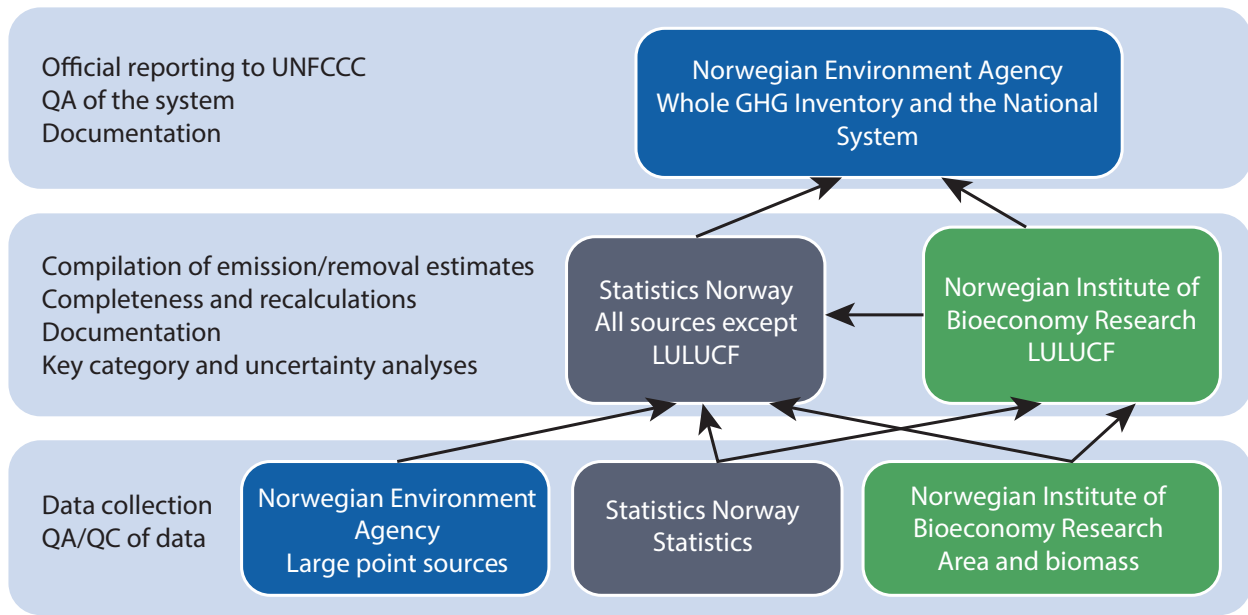 Official reporting to UNFCCC
QA of the system
Documentation
Norwegian Environment Agency
Whole GHG Inventory and the National
System
Compilation of emission/removal estimates
Completeness and recalculations
Documentation
Key category and uncertainty analyses
Statistics Norway
All sources except
LULUCF
Norwegian Institute of
Bioeconomy Research
LULUCF
Data collection
QA/QC of data
Norwegian Environment
Agency
Large point sources
Statistics Norway
Statistics
Norwegian Institute of
Bioeconomy Research
Area and biomass